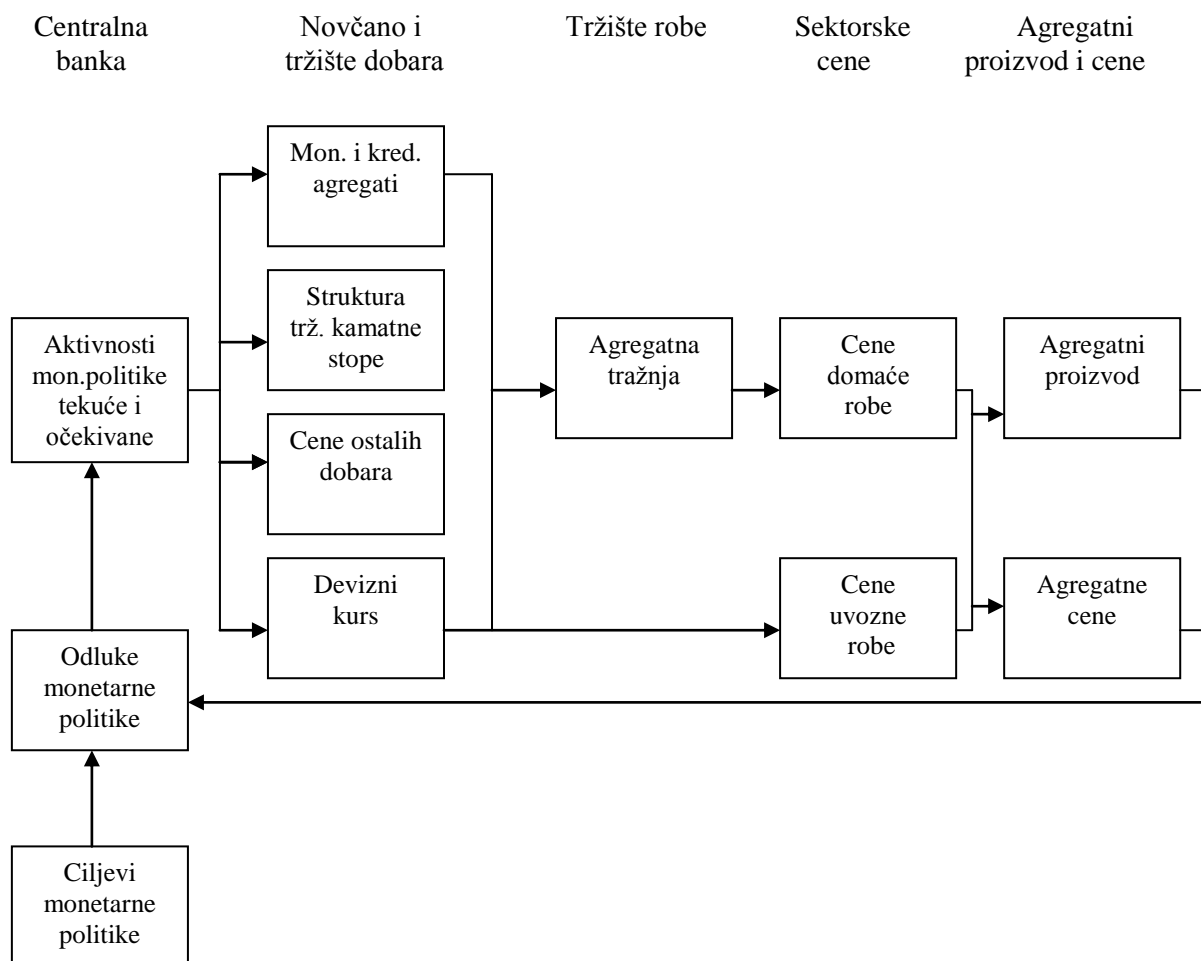 Centralna
banka
Novčano i
tržište dobara
Tržište robe
Sektorske
cene
Agregatni
proizvod i cene
Mon. i kred.
agregati
Struktura
trž. kamatne
stope
Aktivnosti
mon.politike
tekuće i
očekivane
Agregatna
tražnja
Cene
domaće
robe
Agregatni
proizvod
Cene ostalih
dobara
Devizni
kurs
Cene
uvozne
robe
Agregatne
cene
Odluke
monetarne
politike
Ciljevi
monetarne
politike